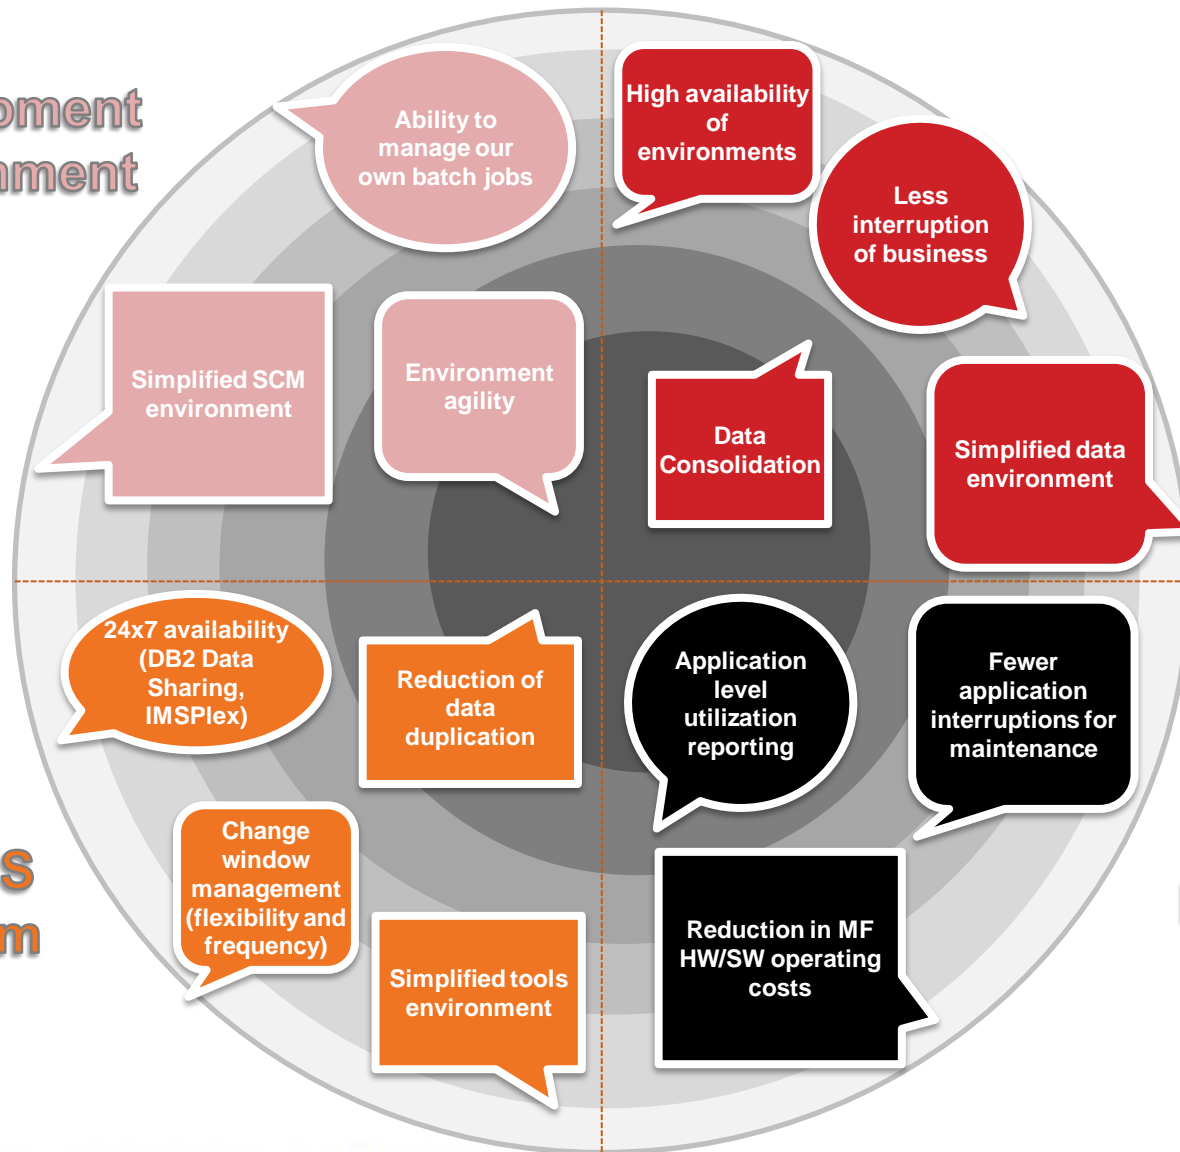 Ability to
manage our
own batch jobs
High availability
of
environments
Less
interruption
of business
Simplified SCM
environment
Environment
agility
Data
Consolidation
Simplified data
environment
24x7 availability
(DB2 Data
Sharing,
IMSPlex)
Reduction of
data
duplication
Application
level
utilization
reporting
Fewer
application
interruptions for
maintenance
Change
window
management
(flexibility and
frequency)
Simplified tools
environment
Reduction in MF
HW/SW operating
costs